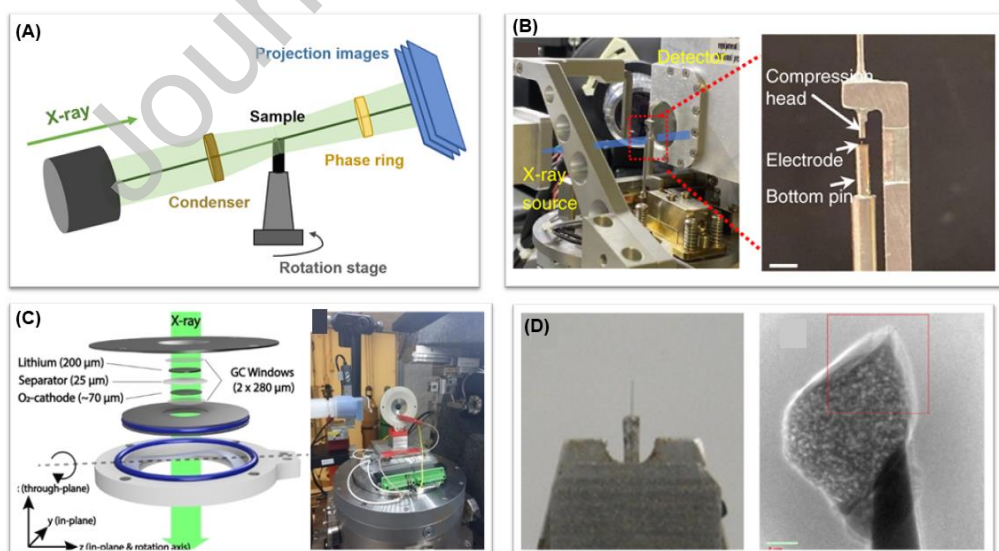 Journ
(A)
Projection images
X-ray
Sample
Phase ring
Condenser
Rotation stage
(B)
Detector
X-ray
source
Compression
head
Electrode
Bottom pin
(C)
X-ray
Lithium (200 µm)
Separator (25 µm)
O₂-cathode (~70 µm)
GC Windows
(2 x 280 µm)
(through-plane)
y (in-plane)
z (in-plane & rotation axis)
(D)